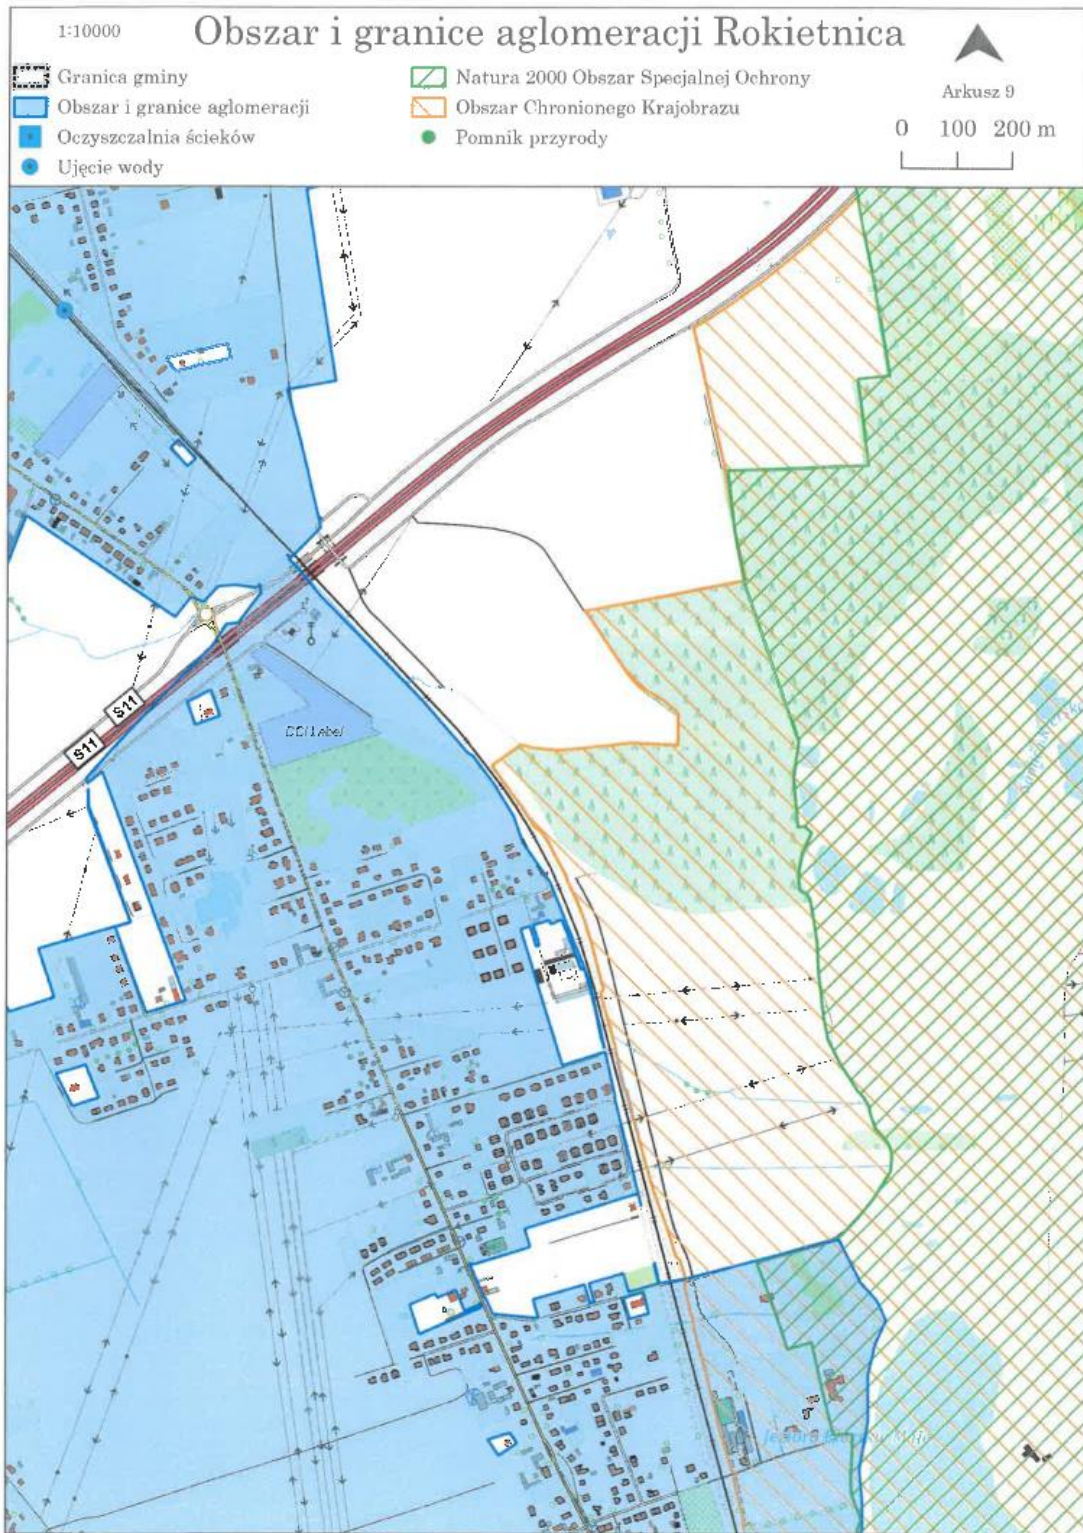 1:10000
Obszar i granice aglomeracji Rokietnica
Granica gminy
Obszar i granice aglomeracji
Oczyszczalnia ścieków
Ujęcie wody
Natura 2000 Obszar Specjalnej Ochrony
Obszar Chronionego Krajobrazu
Pomnik przyrody
Arkusz 9
0 100 200 m
S11
S11